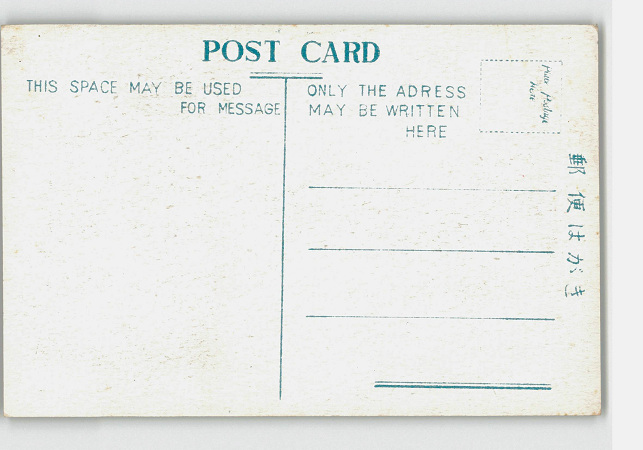 POST CARD
THIS SPACE MAY BE USED
FOR MESSAGE
ONLY THE ADRESS
MAY BE WRITTEN
HERE
Postage
郵便はがき